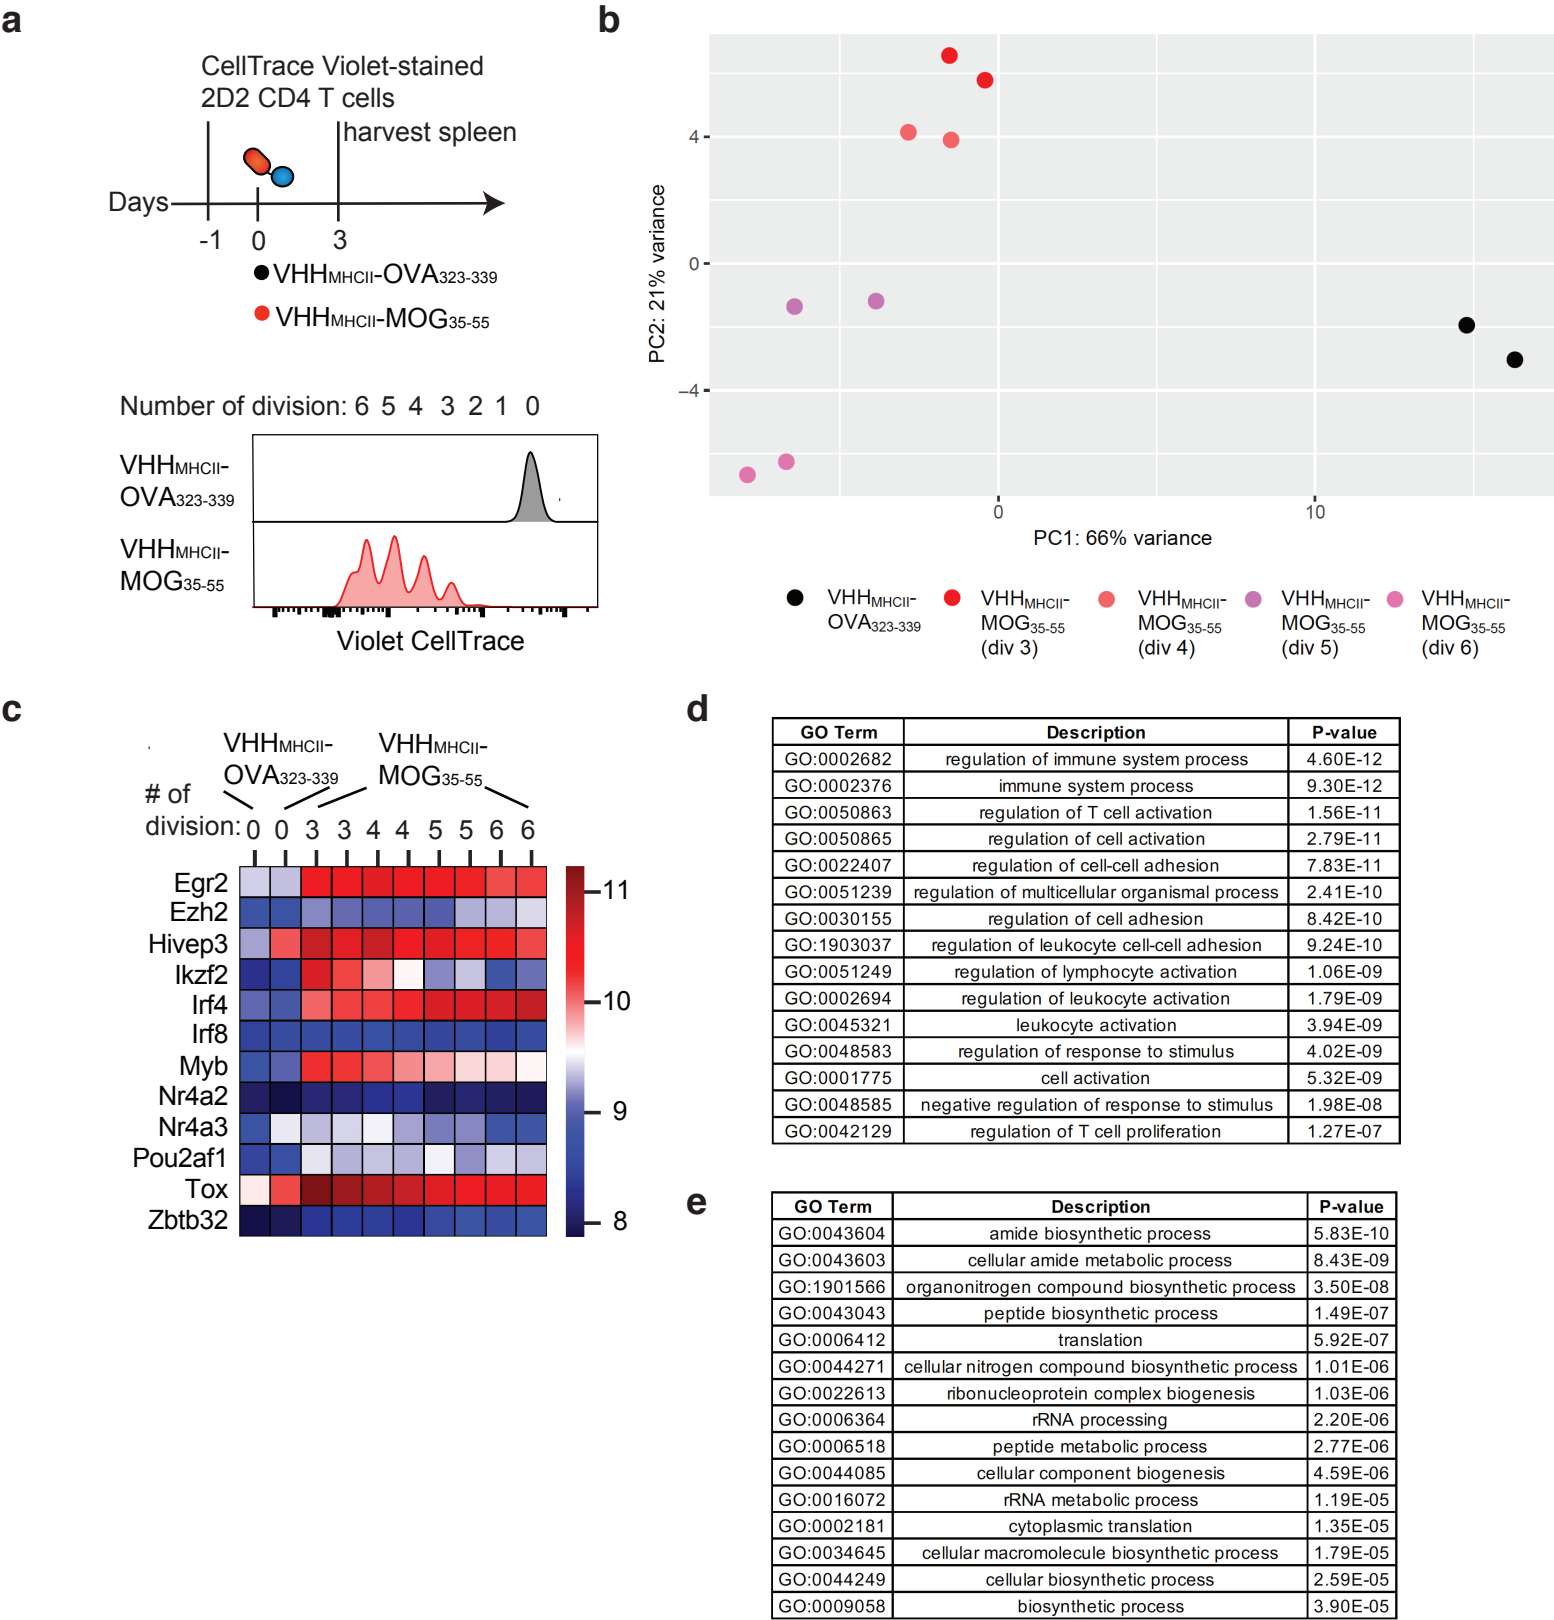 a
CellTrace Violet-stained
2D2 CD4 T cells
harvest spleen
Days
-1 0 3
VHHMHCII-OVA323-339
VHHMHCII-MOG35-55
Number of division: 6 5 4 3 2 1 0
VHHMHCII-
OVA323-339
VHHMHCII-
MOG35-55
Violet CellTrace
b
PC2: 21% variance
4
0
−4
0 10
PC1: 66% variance
VHHMHCII-
OVA323-339
VHHMHCII-
MOG35-55
(div 3)
VHHMHCII-
MOG35-55
(div 4)
VHHMHCII-
MOG35-55
(div 5)
VHHMHCII-
MOG35-55
(div 6)
c
VHHMHCII-
OVA323-339
VHHMHCII-
MOG35-55
# of
division: 0 0 3 3 4 4 5 5 6 6
Egr2
Ezh2
Hivep3
Ikzf2
Irf4
Irf8
Myb
Nr4a2
Nr4a3
Pou2af1
Tox
Zbtb32
11
10
9
8
d
GO Term Description P-value
GO:0002682 regulation of immune system process 4.60E-12
GO:0002376 immune system process 9.30E-12
GO:0050863 regulation of T cell activation 1.56E-11
GO:0050865 regulation of cell activation 2.79E-11
GO:0022407 regulation of cell-cell adhesion 7.83E-11
GO:0051239 regulation of multicellular organismal process 2.41E-10
GO:0030155 regulation of cell adhesion 8.42E-10
GO:1903037 regulation of leukocyte cell-cell adhesion 9.24E-10
GO:0051249 regulation of lymphocyte activation 1.06E-09
GO:0002694 regulation of leukocyte activation 1.79E-09
GO:0045321 leukocyte activation 3.94E-09
GO:0048583 regulation of response to stimulus 4.02E-09
GO:0001775 cell activation 5.32E-09
GO:0048585 negative regulation of response to stimulus 1.98E-08
GO:0042129 regulation of T cell proliferation 1.27E-07
e
GO Term Description P-value
GO:0043604 amide biosynthetic process 5.83E-10
GO:0043603 cellular amide metabolic process 8.43E-09
GO:1901566 organonitrogen compound biosynthetic process 3.50E-08
GO:0043043 peptide biosynthetic process 1.49E-07
GO:0006412 translation 5.92E-07
GO:0044271 cellular nitrogen compound biosynthetic process 1.01E-06
GO:0022613 ribonucleoprotein complex biogenesis 1.03E-06
GO:0006364 rRNA processing 2.20E-06
GO:0006518 peptide metabolic process 2.77E-06
GO:0044085 cellular component biogenesis 4.59E-06
GO:0016072 rRNA metabolic process 1.19E-05
GO:0002181 cytoplasmic translation 1.35E-05
GO:0034645 cellular macromolecule biosynthetic process 1.79E-05
GO:0044249 cellular biosynthetic process 2.59E-05
GO:0009058 biosynthetic process 3.90E-05